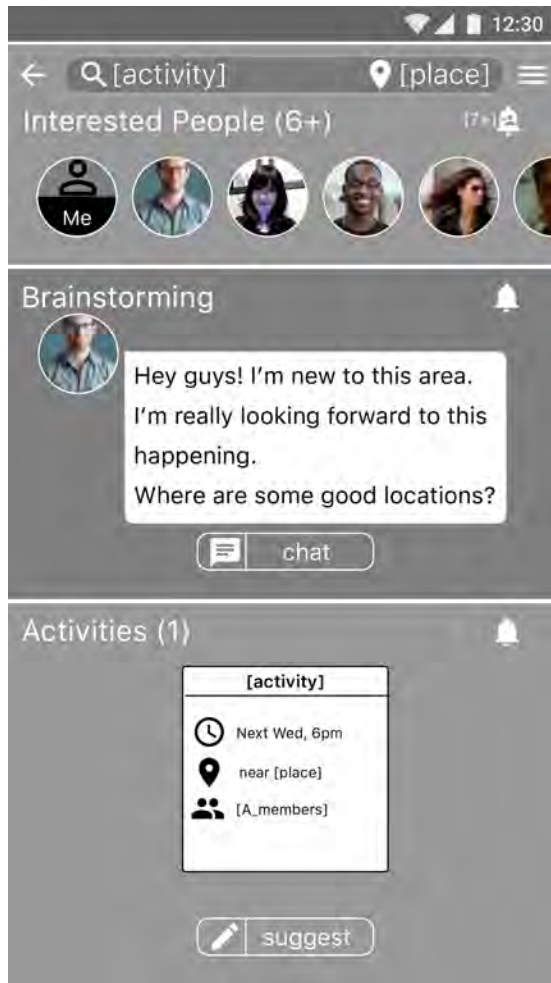 12:30
[activity] [place]
Interested People (6+)
(7+)
Me
Brainstorming
Hey guys! I'm new to this area.
I'm really looking forward to this
happening.
Where are some good locations?
chat
Activities (1)
[activity]
Next Wed, 6pm
near [place]
[A_members]
suggest